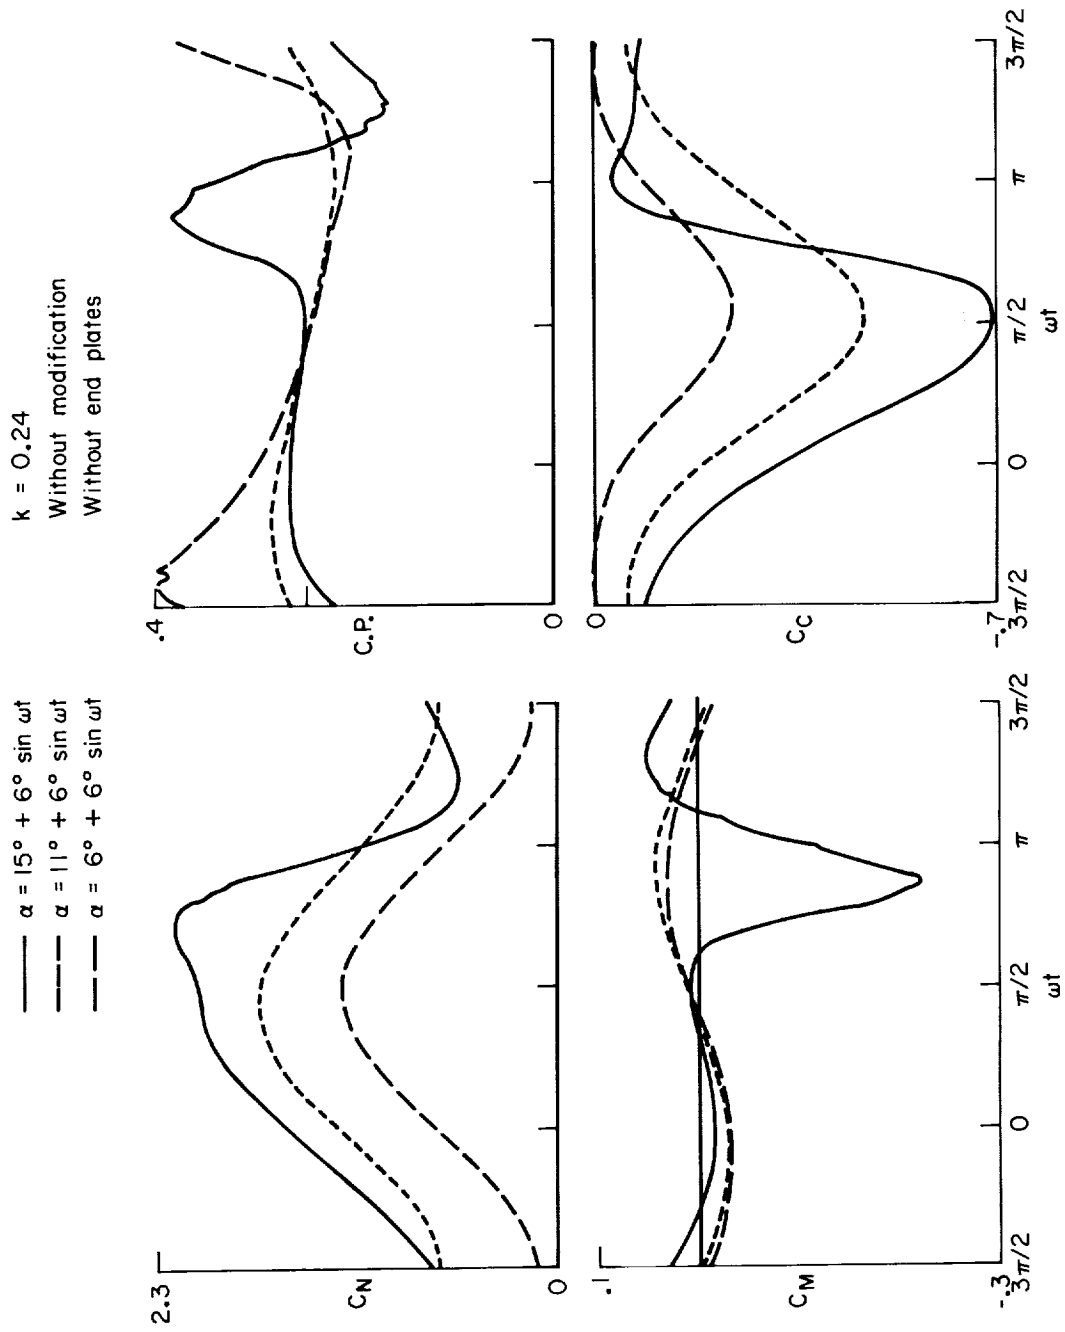 α = 15° + 6° sin ωt
α = 11° + 6° sin ωt
α = 6° + 6° sin ωt
k = 0.24
Without modification
Without end plates
2.3
C_N
0
.4
C.P.
0
.1
C_M
-.3
3π/2
0
π/2
π
3π/2
ωt
0
C_C
-.7
3π/2
0
π/2
π
3π/2
ωt